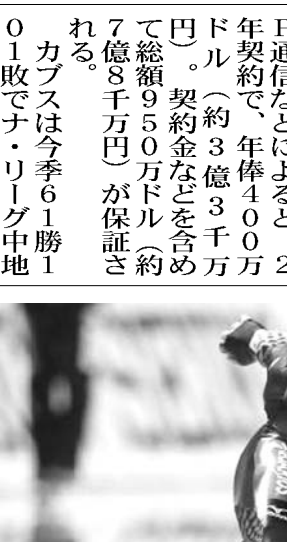 P通信などによると、2
年契約で、年俸400万
ドル(約3億3千万
円)。契約金などを含め
て総額950万ドル(約
7億8千万円)が保証さ
れる。
カブスは今季61勝1
01敗でナ・リーグ中地